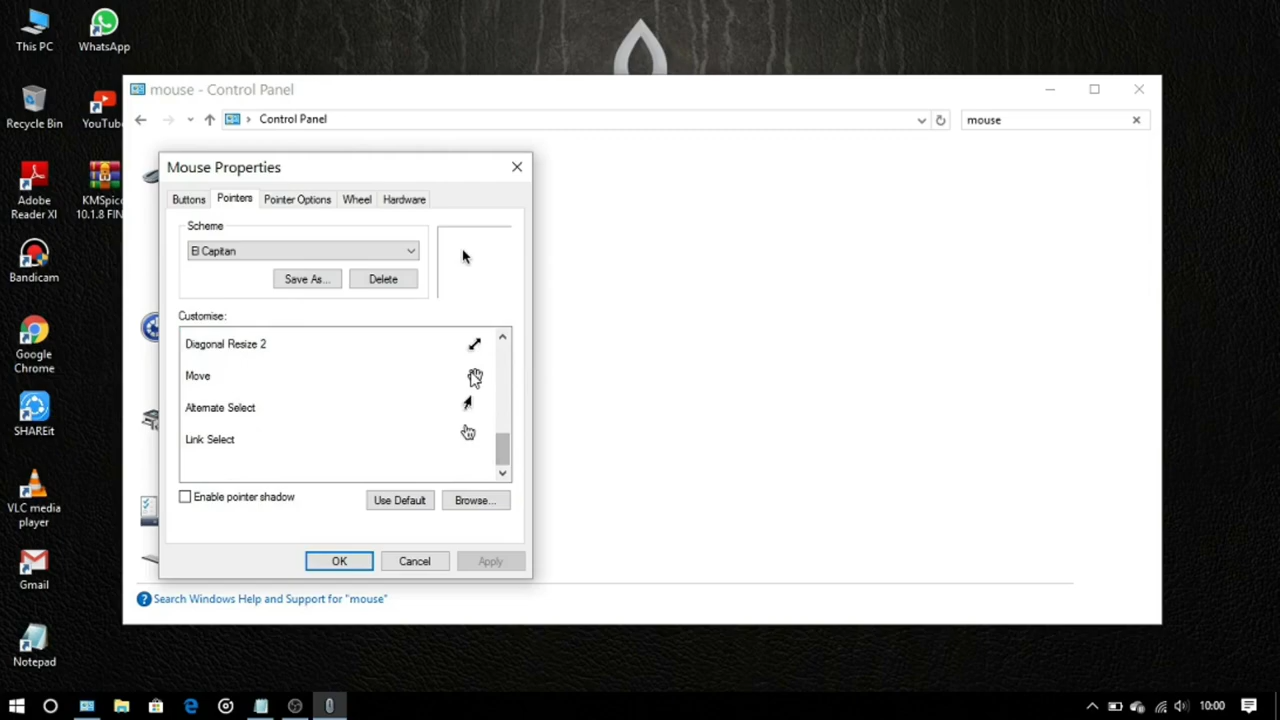 This PC
WhatsApp
Recycle Bin
YouTube
Adobe
Reader XI
KMSpico
10.1.8 FIN
Bandicam
Google
Chrome
SHAREit
VLC media
player
Gmail
Notepad
mouse - Control Panel
Control Panel
mouse
Mouse Properties
Buttons
Pointers
Pointer Options
Wheel
Hardware
Scheme
El Capitan
Save As...
Delete
Customise:
Diagonal Resize 2
Move
Alternate Select
Link Select
Enable pointer shadow
Use Default
Browse...
OK
Cancel
Apply
Search Windows Help and Support for "mouse"
10:00